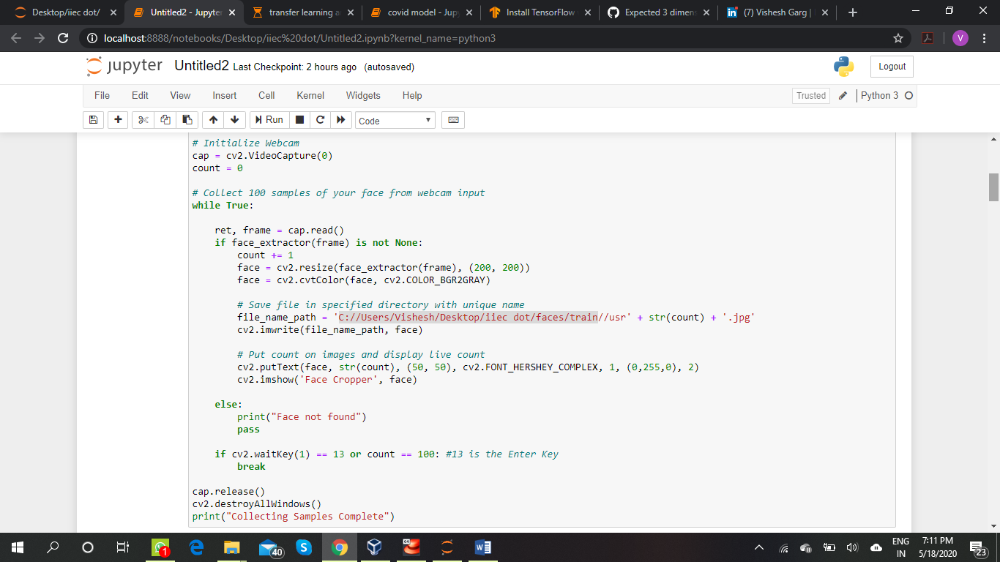 Desktop/iiec dot/
Untitled2 - Jupyter
transfer learning a
covid model - Jup
Install TensorFlow
Expected 3 dimen
(7) Vishesh Garg |
localhost:8888/notebooks/Desktop/iiec%20dot/Untitled2.ipynb?kernel_name=python3
V
jupyter Untitled2 Last Checkpoint: 2 hours ago (autosaved)
Logout
File Edit View Insert Cell Kernel Widgets Help
Trusted Python 3
Run Code
# Initialize Webcam
cap = cv2.VideoCapture(0)
count = 0
# Collect 100 samples of your face from webcam input
while True:
    ret, frame = cap.read()
    if face_extractor(frame) is not None:
        count += 1
        face = cv2.resize(face_extractor(frame), (200, 200))
        face = cv2.cvtColor(face, cv2.COLOR_BGR2GRAY)
        # Save file in specified directory with unique name
        file_name_path = 'C://Users/Vishesh/Desktop/iiec dot/faces/train//usr' + str(count) + '.jpg'
        cv2.imwrite(file_name_path, face)
        # Put count on images and display live count
        cv2.putText(face, str(count), (50, 50), cv2.FONT_HERSHEY_COMPLEX, 1, (0,255,0), 2)
        cv2.imshow('Face Cropper', face)
    else:
        print("Face not found")
        pass
    if cv2.waitKey(1) == 13 or count == 100: #13 is the Enter Key
        break
cap.release()
cv2.destroyAllWindows()
print("Collecting Samples Complete")
1
40
ENG
IN
7:11 PM
5/18/2020
23